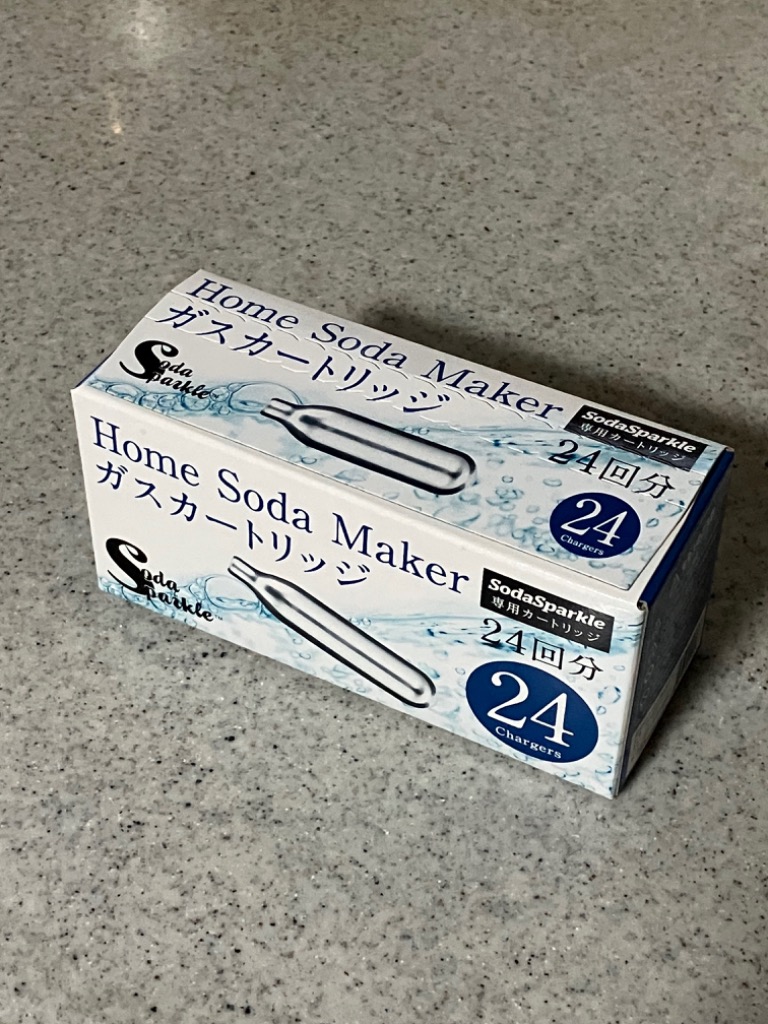 Home Soda Maker
ガスカートリッジ
Soda
Sparkle
SodaSparkle
専用カートリッジ
24回分
24
Chargers
Home Soda Maker
ガスカートリッジ
Soda
Sparkle
SodaSparkle
専用カートリッジ
24回分
24
Chargers